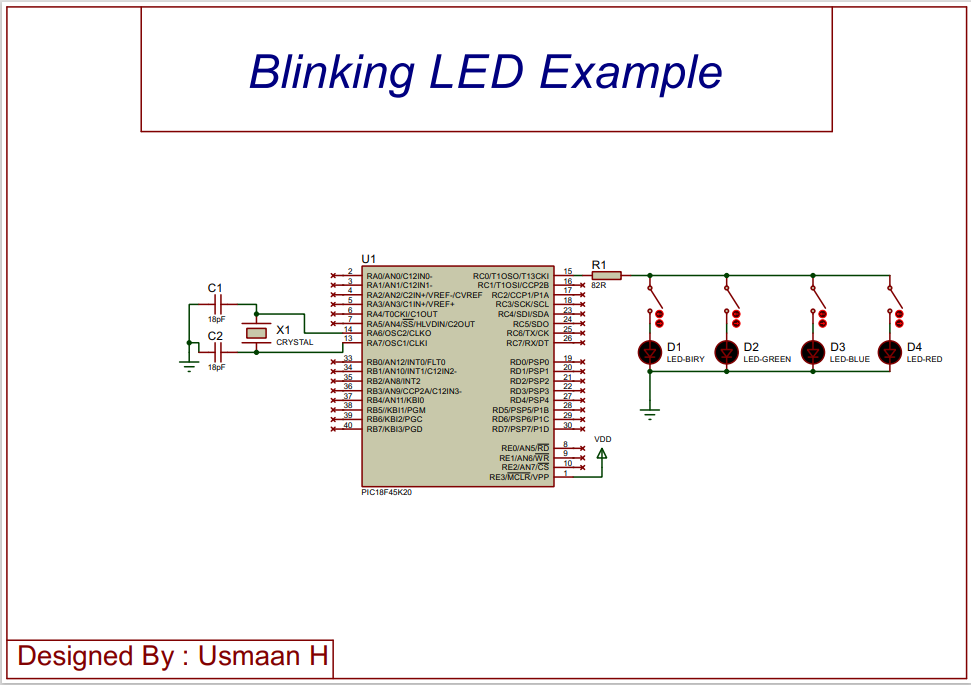 Blinking LED Example
U1
2 RA0/AN0/C12IN0-
3 RA1/AN1/C12IN1-
4 RA2/AN2/C2IN+/VREF-/CVREF
5 RA3/AN3/C1IN+/VREF+
6 RA4/T0CKI/C1OUT
7 RA5/AN4/SS/HLVDIN/C2OUT
14 RA6/OSC2/CLKO
13 RA7/OSC1/CLKI
33 RB0/AN12/INT0/FLT0
34 RB1/AN10/INT1/C12IN2-
35 RB2/AN8/INT2
36 RB3/AN9/CCP2A/C12IN3-
37 RB4/AN11/KBI0
38 RB5//KBI1/PGM
39 RB6/KBI2/PGC
40 RB7/KBI3/PGD
RC0/T1OSO/T13CKI 15
RC1/T1OSI/CCP2B 16
RC2/CCP1/P1A 17
RC3/SCK/SCL 18
RC4/SDI/SDA 23
RC5/SDO 24
RC6/TX/CK 25
RC7/RX/DT 26
RD0/PSP0 19
RD1/PSP1 20
RD2/PSP2 21
RD3/PSP3 22
RD4/PSP4 27
RD5/PSP5/P1B 28
RD6/PSP6/P1C 29
RD7/PSP7/P1D 30
RE0/AN5/RD 8
RE1/AN6/WR 9
RE2/AN7/CS 10
RE3/MCLR/VPP 1
PIC18F45K20
C1
18pF
C2
18pF
X1
CRYSTAL
R1
82R
VDD
D1
LED-BIRY
D2
LED-GREEN
D3
LED-BLUE
D4
LED-RED
Designed By : Usmaan H